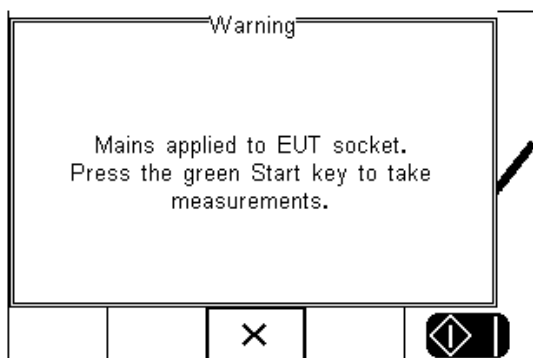 Warning
Mains applied to EUT socket.
Press the green Start key to take
measurements.